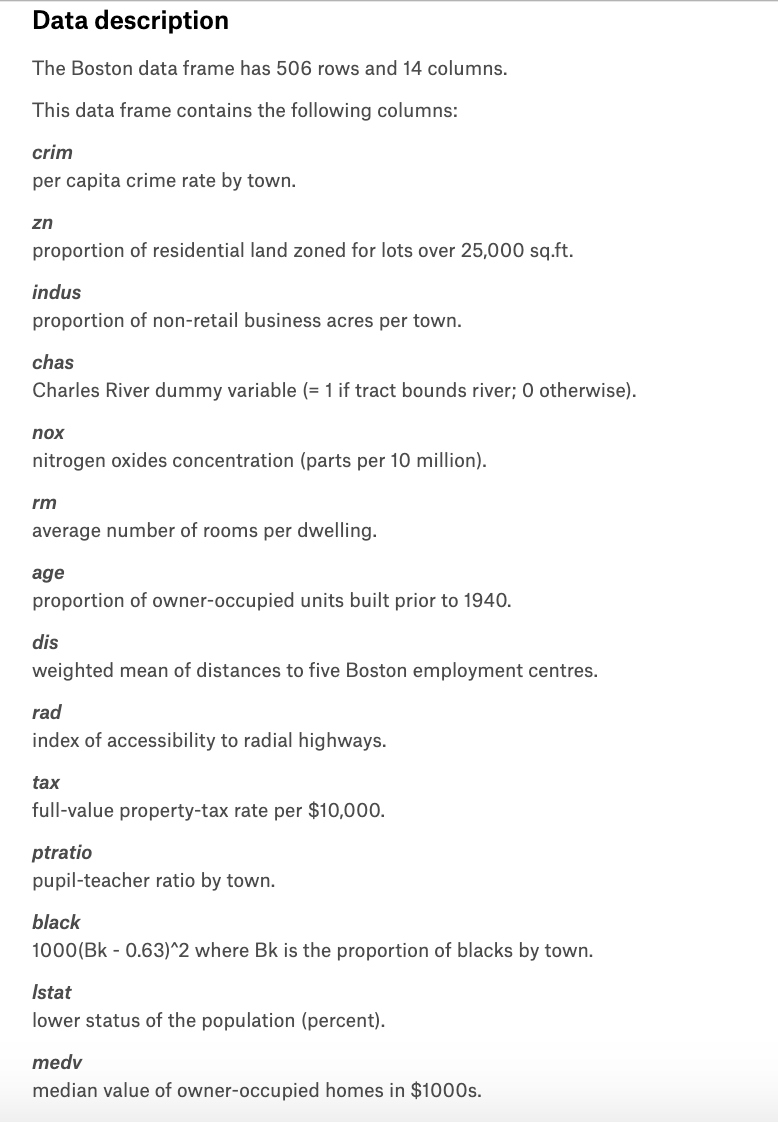 Data description
The Boston data frame has 506 rows and 14 columns.
This data frame contains the following columns:
crim
per capita crime rate by town.
zn
proportion of residential land zoned for lots over 25,000 sq.ft.
indus
proportion of non-retail business acres per town.
chas
Charles River dummy variable (= 1 if tract bounds river; 0 otherwise).
nox
nitrogen oxides concentration (parts per 10 million).
rm
average number of rooms per dwelling.
age
proportion of owner-occupied units built prior to 1940.
dis
weighted mean of distances to five Boston employment centres.
rad
index of accessibility to radial highways.
tax
full-value property-tax rate per $10,000.
ptratio
pupil-teacher ratio by town.
black
1000(Bk - 0.63)^2 where Bk is the proportion of blacks by town.
lstat
lower status of the population (percent).
medv
median value of owner-occupied homes in $1000s.